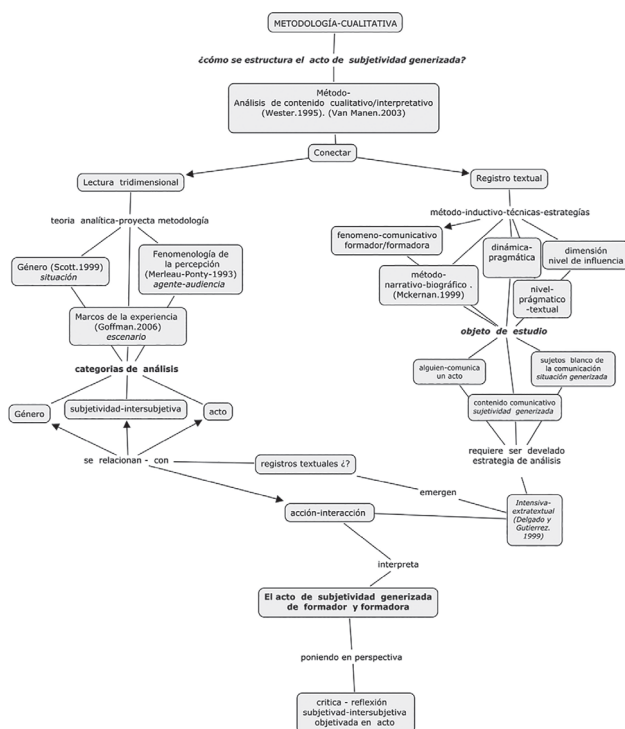 METODOLOGÍA-CUALITATIVA
¿cómo se estructura el acto de subjetividad generizada?
Método-
Análisis de contenido cualitativo/interpretativo
(Wester.1995). (Van Manen.2003)
Conectar
Lectura tridimensional
teoria analítica-proyecta metodología
Género (Scott.1999)
situación
Fenomenología de
la percepción
(Merleau-Ponty-1993)
agente-audiencia
Marcos de la experiencia
(Goffman.2006)
escenario
categorias de análisis
Género
subjetividad-intersubjetiva
acto
se relacionan - con
Registro textual
método-inductivo-técnicas-estrategías
fenomeno-comunicativo
formador/formadora
dinámica-
pragmática
dimensión
nivel de influencia
método-
narrativo-biográfico .
(Mckernan.1999)
nivel-
prágmatico
-textual
objeto de estudio
alguien-comunica
un acto
sujetos blanco de
la comunicación
situación generizada
contenido comunicativo
sujetividad generizada
requiere ser develado
estrategia de análisis
registros textuales ¿?
emergen
Intensiva-
extratextual
(Delgado y
Gutierrez.
1999)
acción-interacción
interpreta
El acto de subjetividad generizada
de formador y formadora
poniendo en perspectiva
critica - reflexión
subjetivad-intersubjetiva
objetivada en acto